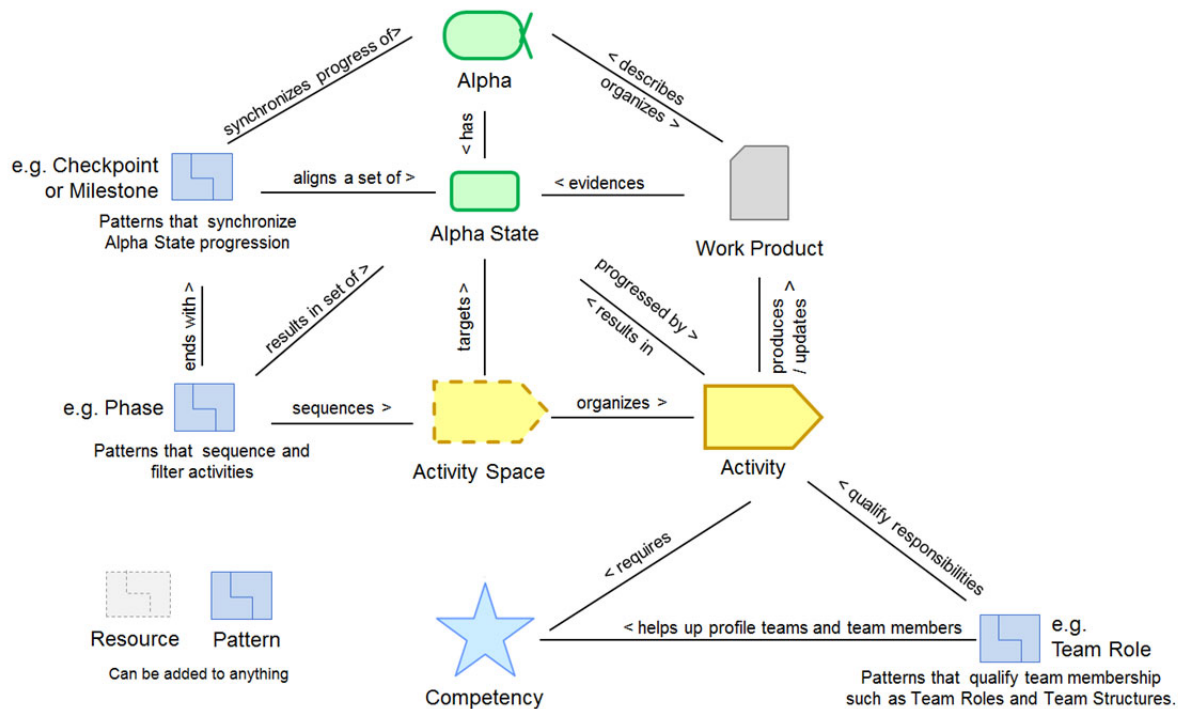 synchronizes progress of>
Alpha
< describes
organizes >
< has
e.g. Checkpoint
or Milestone
aligns a set of >
< evidences
Patterns that synchronize
Alpha State progression
Alpha State
Work Product
ends with >
results in set of >
targets >
progressed by >
< results in
produces >
/ updates
e.g. Phase
sequences >
organizes >
Patterns that sequence and
filter activities
Activity Space
Activity
< requires
< qualify responsibilities
Resource
Pattern
Can be added to anything
Competency
< helps up profile teams and team members
e.g.
Team Role
Patterns that qualify team membership
such as Team Roles and Team Structures.